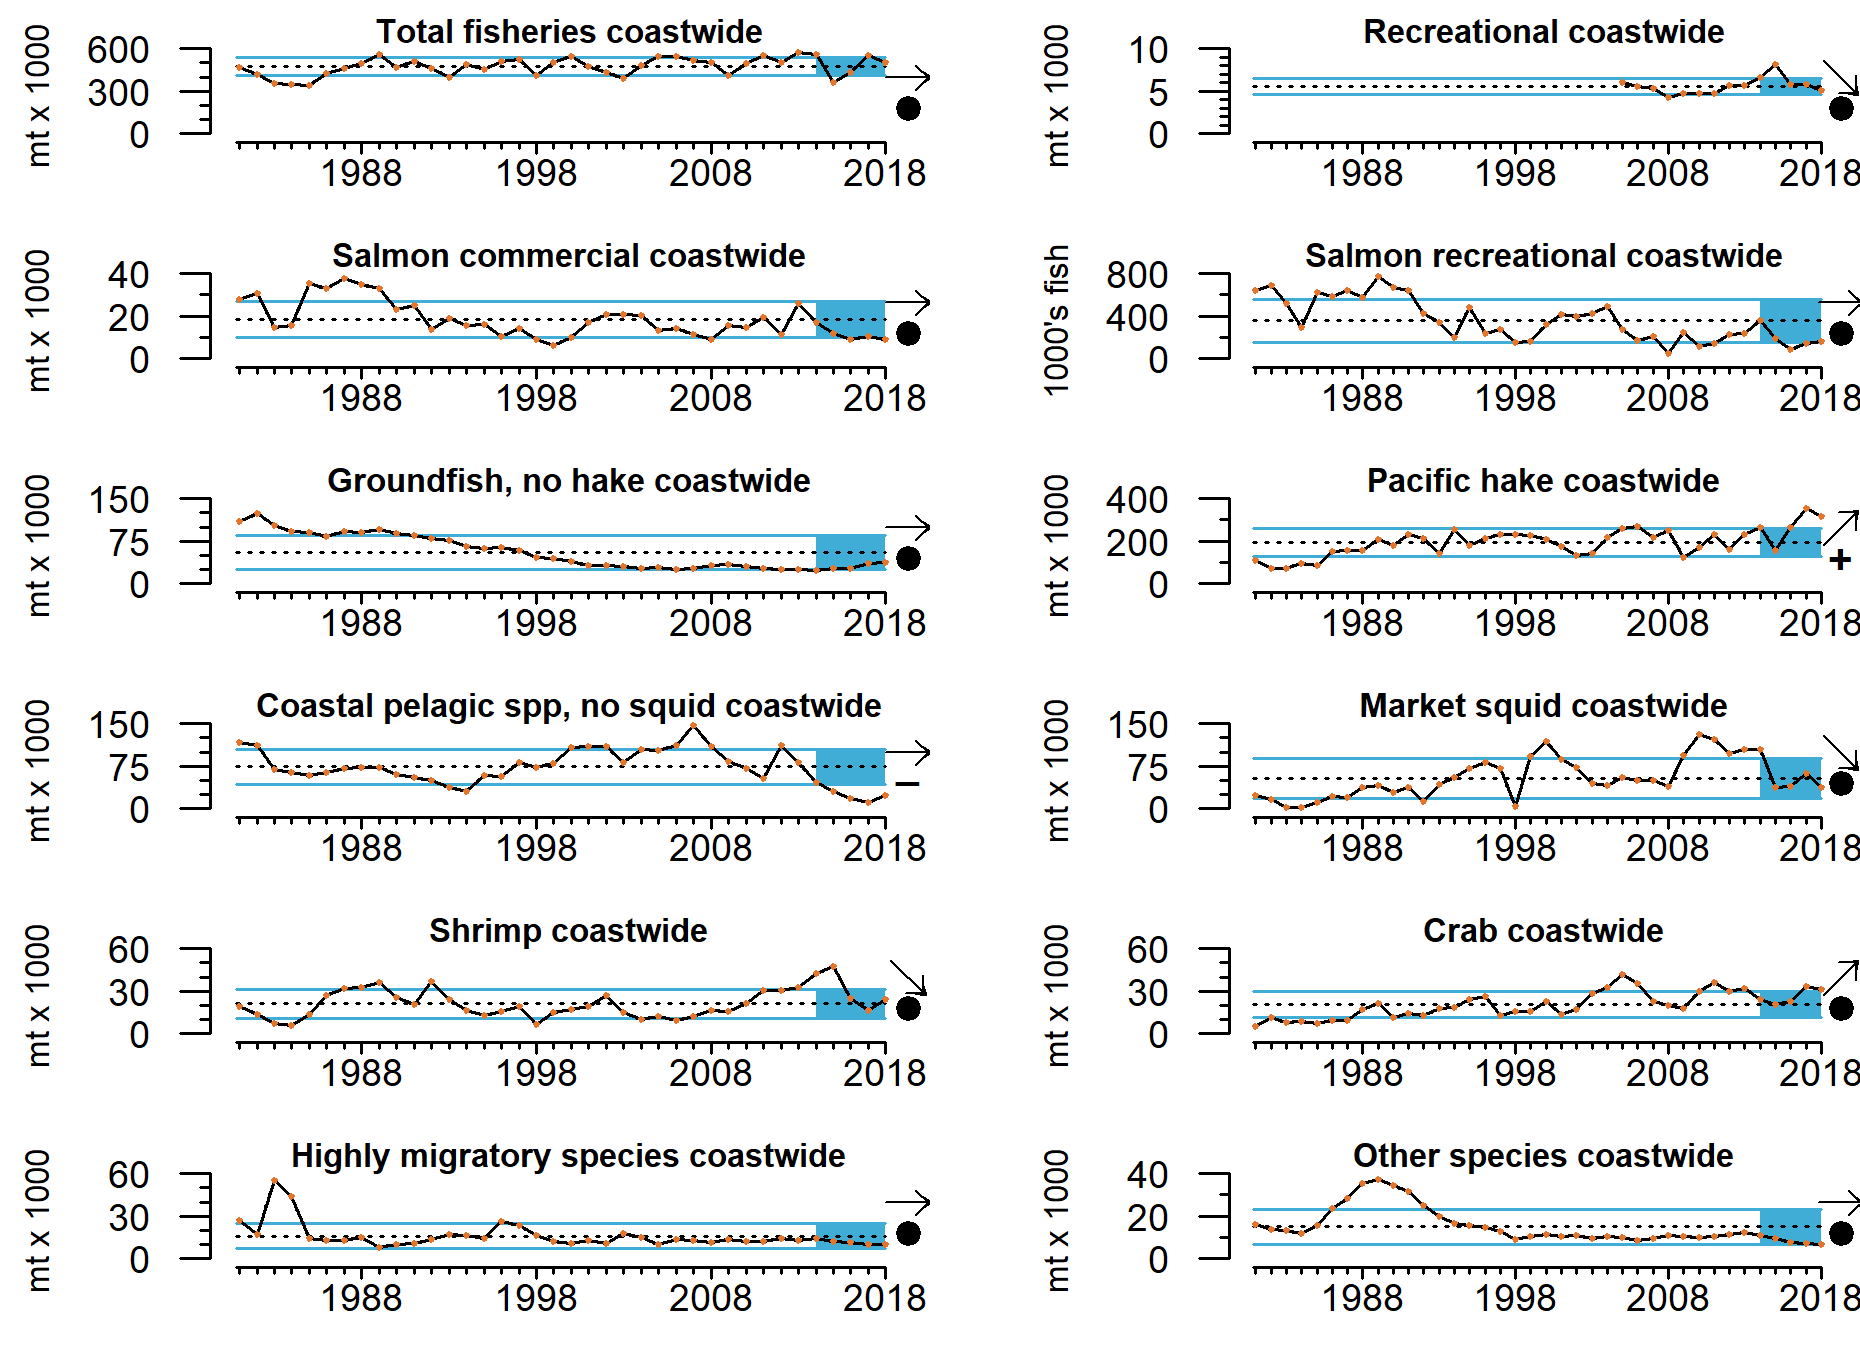 Total fisheries coastwide
mt x 1000
600
300
0
1988 1998 2008 2018
Recreational coastwide
mt x 1000
10
5
0
1988 1998 2008 2018
Salmon commercial coastwide
mt x 1000
40
20
0
1988 1998 2008 2018
Salmon recreational coastwide
1000's fish
800
400
0
1988 1998 2008 2018
Groundfish, no hake coastwide
mt x 1000
150
75
0
1988 1998 2008 2018
Pacific hake coastwide
mt x 1000
400
200
0
+
1988 1998 2008 2018
Coastal pelagic spp, no squid coastwide
mt x 1000
150
75
0
−
1988 1998 2008 2018
Market squid coastwide
mt x 1000
150
75
0
1988 1998 2008 2018
Shrimp coastwide
mt x 1000
60
30
0
1988 1998 2008 2018
Crab coastwide
mt x 1000
60
30
0
1988 1998 2008 2018
Highly migratory species coastwide
mt x 1000
60
30
0
1988 1998 2008 2018
Other species coastwide
mt x 1000
40
20
0
1988 1998 2008 2018